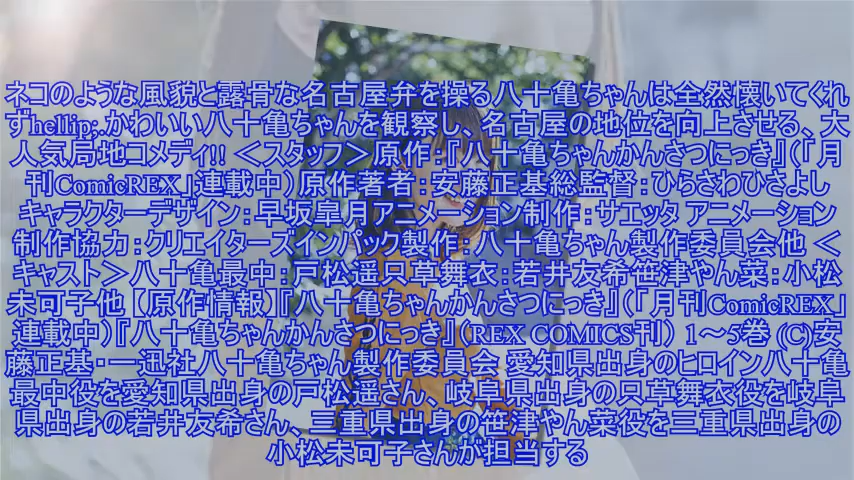 ネコのような風貌と露骨な名古屋弁を操る八十亀ちゃんは全然懐いてくれ
ずhellip;.かわいい八十亀ちゃんを観察し、名古屋の地位を向上させる、大
人気局地コメディ!! ＜スタッフ＞原作：『八十亀ちゃんかんさつにっき』（「月
刊ComicREX」連載中）原作著者：安藤正基総監督：ひらさわひさよし
キャラクターデザイン：早坂皐月アニメーション制作：サエッタ アニメーション
制作協力：クリエイターズインパック製作：八十亀ちゃん製作委員会他 ＜
キャスト＞八十亀最中：戸松遥只草舞衣：若井友希笹津やん菜：小松
未可子他【原作情報】『八十亀ちゃんかんさつにっき』（「月刊ComicREX」
連載中）『八十亀ちゃんかんさつにっき』（REX COMICS刊） 1～5巻 (C)安
藤正基・一迅社八十亀ちゃん製作委員会 愛知県出身のヒロイン八十亀
最中役を愛知県出身の戸松遥さん、岐阜県出身の只草舞衣役を岐阜
県出身の若井友希さん、三重県出身の笹津やん菜役を三重県出身の
小松未可子さんが担当する